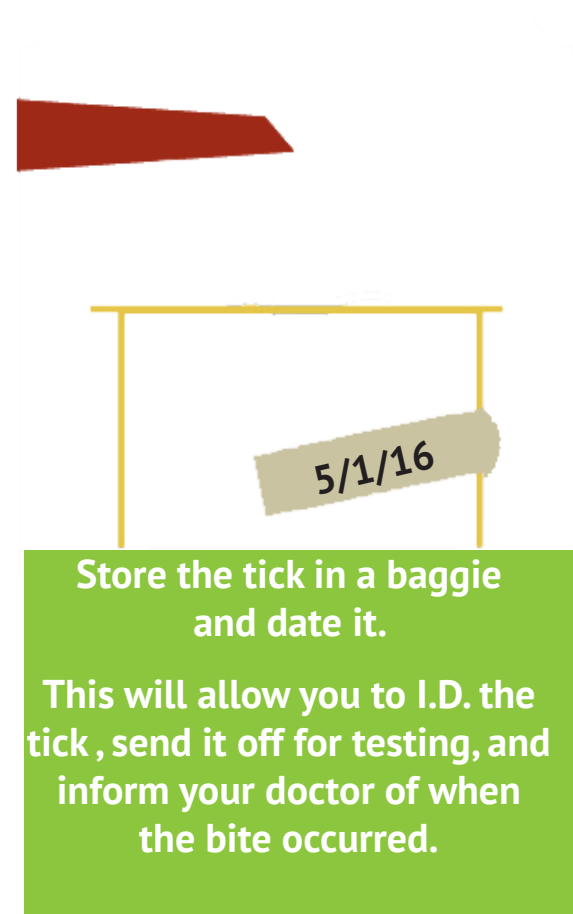 5/1/16
Store the tick in a baggie
and date it.
This will allow you to I.D. the
tick , send it off for testing, and
inform your doctor of when
the bite occurred.